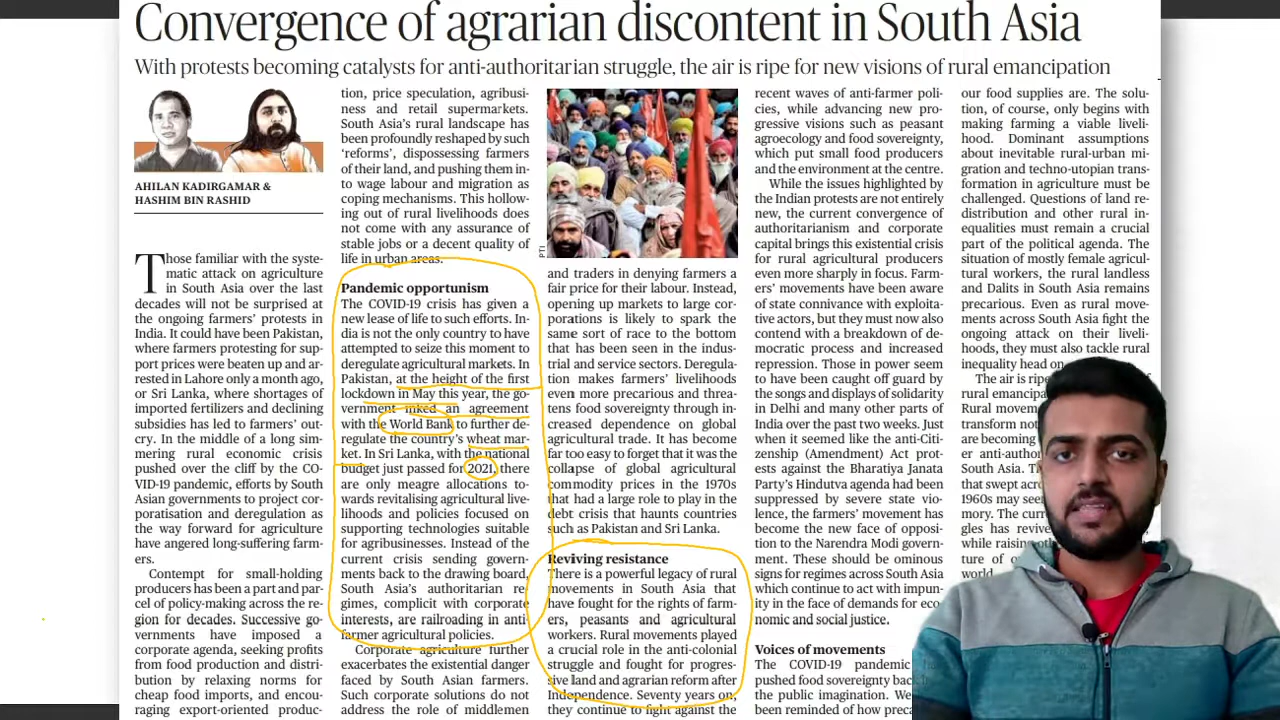 Convergence of agrarian discontent in South Asia
With protests becoming catalysts for anti-authoritarian struggle, the air is ripe for new visions of rural emancipation
AHILAN KADIRGAMAR &
HASHIM BIN RASHID
Those familiar with the syste-
matic attack on agriculture
in South Asia over the last
decades will not be surprised at
the ongoing farmers' protests in
India. It could have been Pakistan,
where farmers protesting for sup-
port prices were beaten up and ar-
rested in Lahore only a month ago,
or Sri Lanka, where shortages of
imported fertilizers and declining
subsidies has led to farmers' out-
cry. In the middle of a long sim-
mering rural economic crisis
pushed over the cliff by the CO-
VID-19 pandemic, efforts by South
Asian governments to project cor-
poratisation and deregulation as
the way forward for agriculture
have angered long-suffering farm-
ers.
Contempt for small-holding
producers has been a part and par-
cel of policy-making across the re-
gion for decades. Successive go-
vernments have imposed a
corporate agenda, seeking profits
from food production and distri-
bution by relaxing norms for
cheap food imports, and encou-
raging export-oriented produc-
tion, price speculation, agribusi-
ness and retail supermarkets.
South Asia's rural landscape has
been profoundly reshaped by such
'reforms', dispossessing farmers
of their land, and pushing them in-
to wage labour and migration as
coping mechanisms. This hollow-
ing out of rural livelihoods does
not come with any assurance of
stable jobs or a decent quality of
life in urban areas.
Pandemic opportunism
The COVID-19 crisis has given a
new lease of life to such efforts. In-
dia is not the only country to have
attempted to seize this moment to
deregulate agricultural markets. In
Pakistan, at the height of the first
lockdown in May this year, the go-
vernment inked an agreement
with the World Bank to further de-
regulate the country's wheat mar-
ket. In Sri Lanka, with the national
budget just passed for 2021, there
are only meagre allocations to-
wards revitalising agricultural live-
lihoods and policies focused on
supporting technologies suitable
for agribusinesses. Instead of the
current crisis sending govern-
ments back to the drawing board,
South Asia's authoritarian re-
gimes, complicit with corporate
interests, are railroading in anti-
farmer agricultural policies.
Corporate agriculture further
exacerbates the existential danger
faced by South Asian farmers.
Such corporate solutions do not
address the role of middlemen
PTI
and traders in denying farmers a
fair price for their labour. Instead,
opening up markets to large cor-
porations is likely to spark the
same sort of race to the bottom
that has been seen in the indus-
trial and service sectors. Deregula-
tion makes farmers' livelihoods
even more precarious and threa-
tens food sovereignty through in-
creased dependence on global
agricultural trade. It has become
far too easy to forget that it was the
collapse of global agricultural
commodity prices in the 1970s
that had a large role to play in the
debt crisis that haunts countries
such as Pakistan and Sri Lanka.
Reviving resistance
There is a powerful legacy of rural
movements in South Asia that
have fought for the rights of farm-
ers, peasants and agricultural
workers. Rural movements played
a crucial role in the anti-colonial
struggle and fought for progres-
sive land and agrarian reform after
Independence. Seventy years on,
they continue to fight against the
recent waves of anti-farmer poli-
cies, while advancing new pro-
gressive visions such as peasant
agroecology and food sovereignty,
which put small food producers
and the environment at the centre.
While the issues highlighted by
the Indian protests are not entirely
new, the current convergence of
authoritarianism and corporate
capital brings this existential crisis
for rural agricultural producers
even more sharply in focus. Farm-
ers' movements have been aware
of state connivance with exploita-
tive actors, but they must now also
contend with a breakdown of de-
mocratic process and increased
repression. Those in power seem
to have been caught off guard by
the songs and displays of solidarity
in Delhi and many other parts of
India over the past two weeks. Just
when it seemed like the anti-Citi-
zenship (Amendment) Act prot-
ests against the Bharatiya Janata
Party's Hindutva agenda had been
suppressed by severe state vio-
lence, the farmers' movement has
become the new face of opposi-
tion to the Narendra Modi govern-
ment. These should be ominous
signs for regimes across South Asia
which continue to act with impun-
ity in the face of demands for eco
nomic and social justice.
Voices of movements
The COVID-19 pandemic
pushed food sovereignty back
the public imagination. We
been reminded of how
our food supplies are. The solu-
tion, of course, only begins with
making farming a viable liveli-
hood. Dominant assumptions
about inevitable rural-urban mi-
gration and techno-utopian trans-
formation in agriculture must be
challenged. Questions of land re-
distribution and other rural in-
equalities must remain a crucial
part of the political agenda. The
situation of mostly female agricul-
tural workers, the rural landless
and Dalits in South Asia remains
precarious. Even as rural move-
ments across South Asia fight the
ongoing attack on their liveli-
hoods, they must also tackle rural
inequality head on
The air is ripe
rural emancipa
Rural movem
transform not
are becoming
er anti-author
South Asia. T
that swept acr
1960s may see
mory. The curr
gles has revive
while raising oth
ture of
world